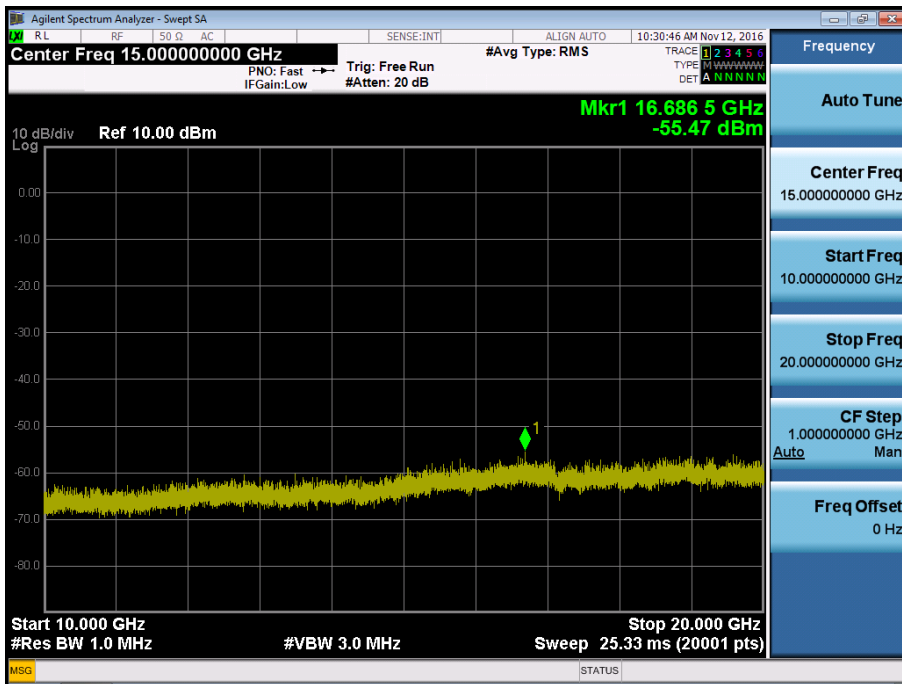 Agilent Spectrum Analyzer - Swept SA
LXI RL RF 50 Ω AC SENSE:INT ALIGN AUTO 10:30:46 AM Nov 12, 2016
Center Freq 15.000000000 GHz
PNO: Fast
IFGain:Low
Trig: Free Run
#Atten: 20 dB
#Avg Type: RMS
TRACE 1 2 3 4 5 6
TYPE M WWWWW
DET A N N N N N
Mkr1 16.686 5 GHz
-55.47 dBm
10 dB/div Ref 10.00 dBm
Log
0.00
-10.0
-20.0
-30.0
-40.0
-50.0
-60.0
-70.0
-80.0
1
Start 10.000 GHz Stop 20.000 GHz
#Res BW 1.0 MHz #VBW 3.0 MHz Sweep 25.33 ms (20001 pts)
MSG STATUS
Frequency
Auto Tune
Center Freq
15.000000000 GHz
Start Freq
10.000000000 GHz
Stop Freq
20.000000000 GHz
CF Step
1.000000000 GHz
Auto Man
Freq Offset
0 Hz